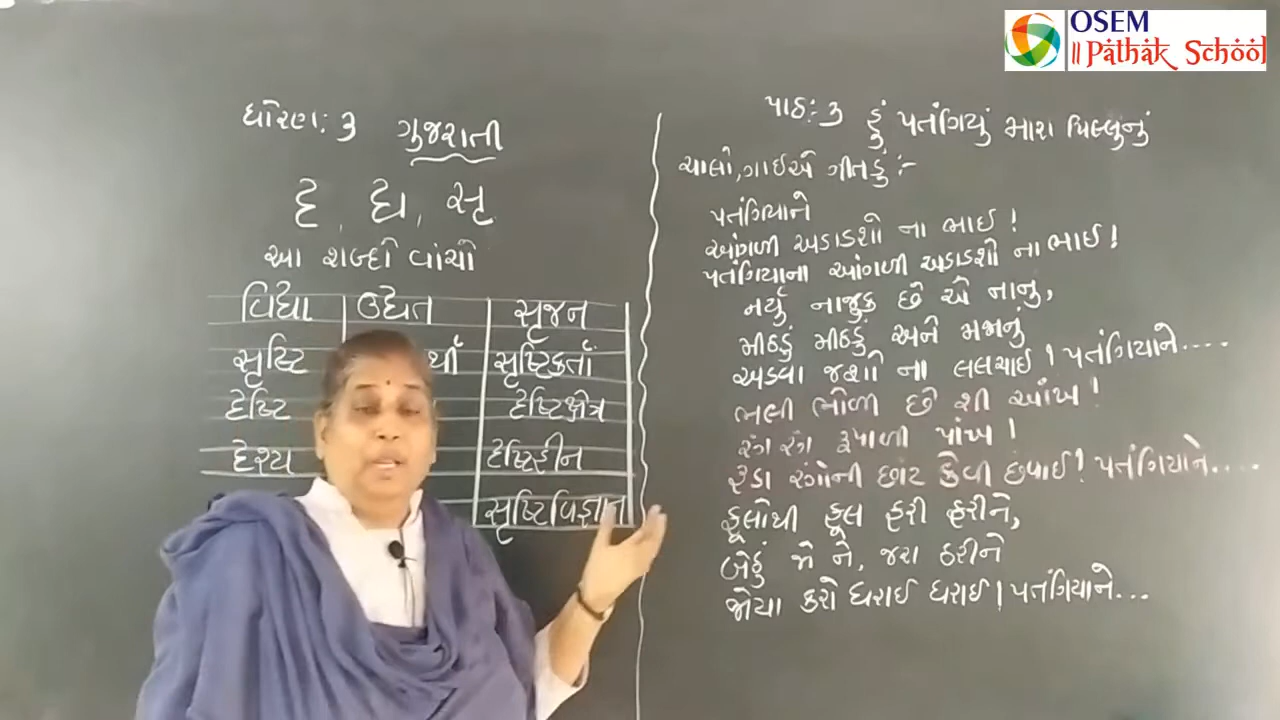 OSEM
॥ Pathak School
ધોરણ: ૩ ગુજરાતી
દૃ, દ્ય, સૃ
આ શબ્દો વાંચો
વિદ્યા ઉદ્યત સૃજન
સૃષ્ટિ ર્થી સૃષ્ટિકર્તા
દૃષ્ટિ દૃષ્ટિક્ષેત્ર
દૃશ્ય દૃષ્ટિહીન
સૃષ્ટિવિજ્ઞાન
પાઠ: ૩ હું પતંગિયું મારા પિલ્લુનું
ચાલો, ગાઈએ ગીતડું :-
પતંગિયાને
આંગળી અડાડશો ના ભાઈ !
પતંગિયાના આંગળી અડાડશો ના ભાઈ !
નર્યું નાજુક છે એ નાનુ,
મીઠડું મીઠડું અને મજાનું
અડવા જશો ના લલચાઈ ! પતંગિયાને....
ભલી ભોળી છે શી આંખ !
રંગ રંગ રૂપાળી પાંખ !
રૂડા રંગોની છાંટ કેવી છંટાઈ ! પતંગિયાને....
ફૂલોથી ફૂલ ફરી ફરીને,
બેઠું એ ને, જરા ઠરીને
જોયા કરો ધરાઈ ધરાઈ ! પતંગિયાને...